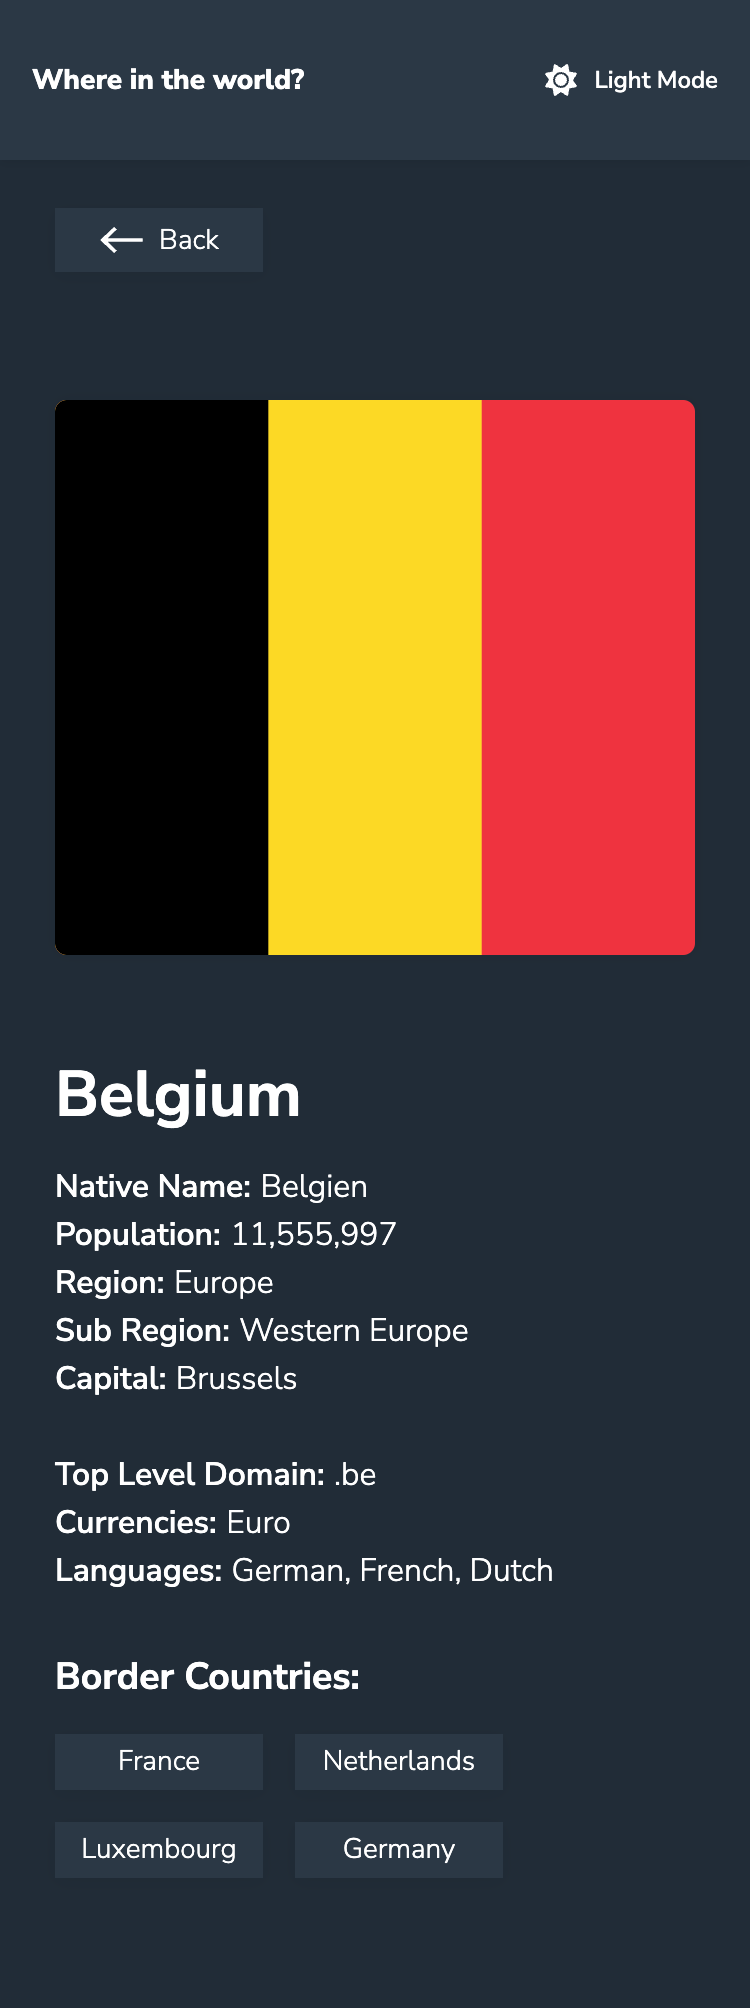 Where in the world?
Light Mode
Back
Belgium
Native Name: Belgien
Population: 11,555,997
Region: Europe
Sub Region: Western Europe
Capital: Brussels
Top Level Domain: .be
Currencies: Euro
Languages: German, French, Dutch
Border Countries:
France
Netherlands
Luxembourg
Germany